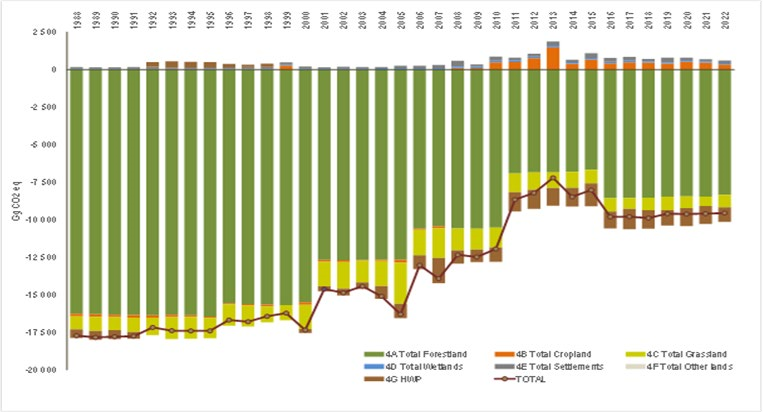 1988 1989 1990 1991 1992 1993 1994 1995 1996 1997 1998 1999 2000 2001 2002 2003 2004 2005 2006 2007 2008 2009 2010 2011 2012 2013 2014 2015 2016 2017 2018 2019 2020 2021 2022
2 500
0
-2 500
-5 000
-7 500
-10 000
-12 500
-15 000
-17 500
-20 000
Gg CO2 eq
4A Total Forestland 4B Total Cropland 4C Total Grassland
4D Total Wetlands 4E Total Settlements 4F Total Other lands
4G HWP TOTAL